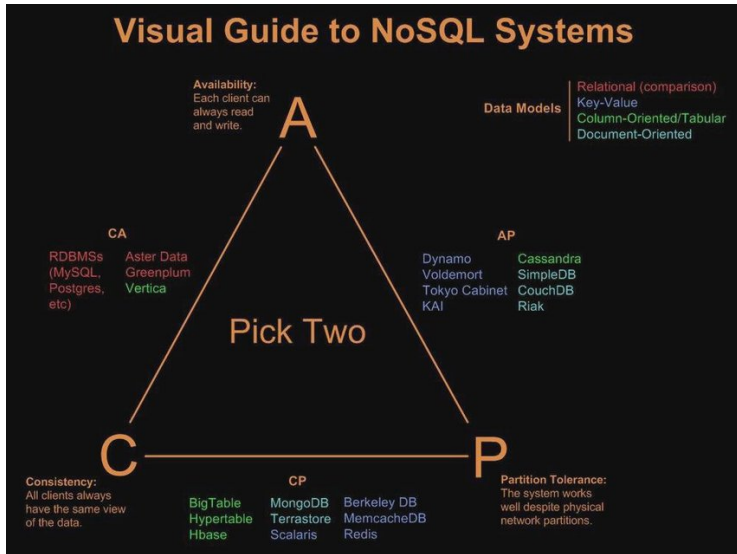 Visual Guide to NoSQL Systems
Availability:
Each client can
always read
and write.
A
Data Models
Relational (comparison)
Key-Value
Column-Oriented/Tabular
Document-Oriented
CA
RDBMSs
(MySQL,
Postgres,
etc)
Aster Data
Greenplum
Vertica
AP
Dynamo
Voldemort
Tokyo Cabinet
KAI
Cassandra
SimpleDB
CouchDB
Riak
Pick Two
C
P
Consistency:
All clients always
have the same view
of the data.
CP
BigTable
Hypertable
Hbase
MongoDB
Terrastore
Scalaris
Berkeley DB
MemcacheDB
Redis
Partition Tolerance:
The system works
well despite physical
network partitions.